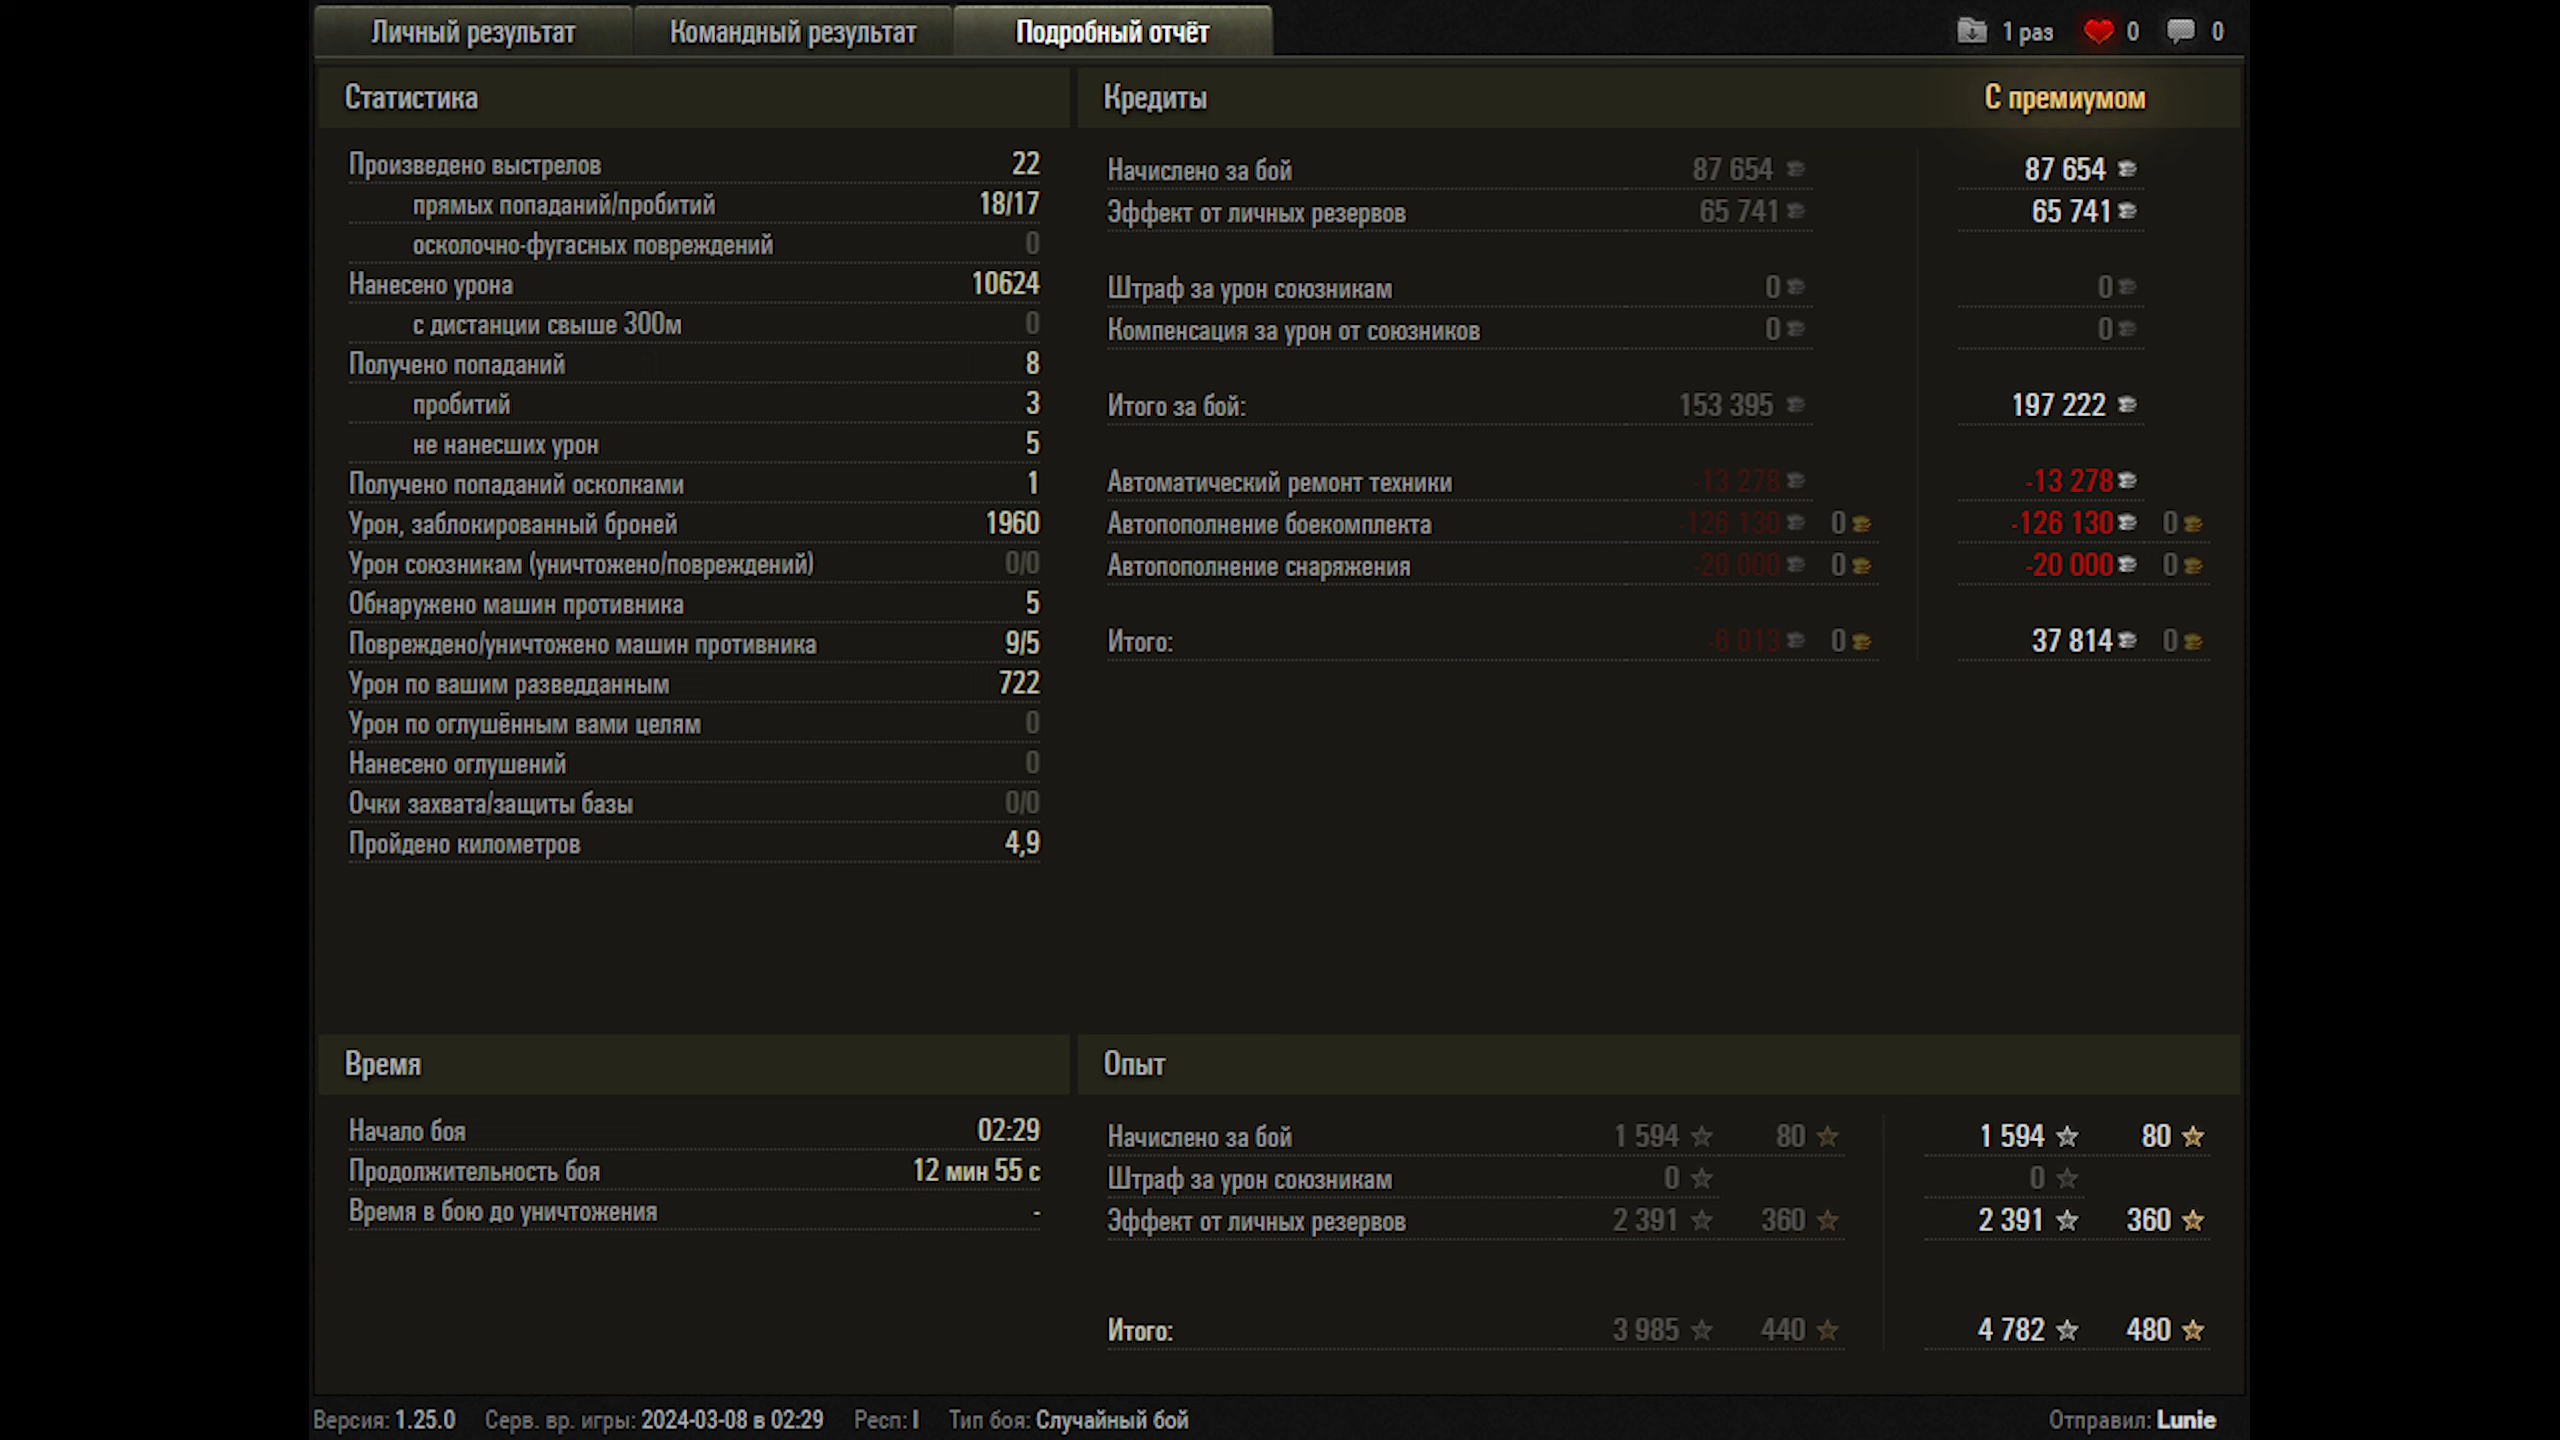 Личный результат
Командный результат
Подробный отчёт
1 раз
0
0
Статистика
Произведено выстрелов 22
прямых попаданий/пробитий 18/17
осколочно-фугасных повреждений 0
Нанесено урона 10624
с дистанции свыше 300м 0
Получено попаданий 8
пробитий 3
не нанесших урон 5
Получено попаданий осколками 1
Урон, заблокированный броней 1960
Урон союзникам (уничтожено/повреждений) 0/0
Обнаружено машин противника 5
Повреждено/уничтожено машин противника 9/5
Урон по вашим разведданным 722
Урон по оглушённым вами целям 0
Нанесено оглушений 0
Очки захвата/защиты базы 0/0
Пройдено километров 4,9
Кредиты С премиумом
Начислено за бой 87 654 87 654
Эффект от личных резервов 65 741 65 741
Штраф за урон союзникам 0 0
Компенсация за урон от союзников 0 0
Итого за бой: 153 395 197 222
Автоматический ремонт техники -13 278 -13 278
Автопополнение боекомплекта -126 130 0 -126 130 0
Автопополнение снаряжения -20 000 0 -20 000 0
Итого: -6 013 0 37 814 0
Время
Начало боя 02:29
Продолжительность боя 12 мин 55 с
Время в бою до уничтожения -
Опыт
Начислено за бой 1 594 80 1 594 80
Штраф за урон союзникам 0 0
Эффект от личных резервов 2 391 360 2 391 360
Итого: 3 985 440 4 782 480
Версия: 1.25.0 Серв. вр. игры: 2024-03-08 в 02:29 Респ: I Тип боя: Случайный бой Отправил: Lunie